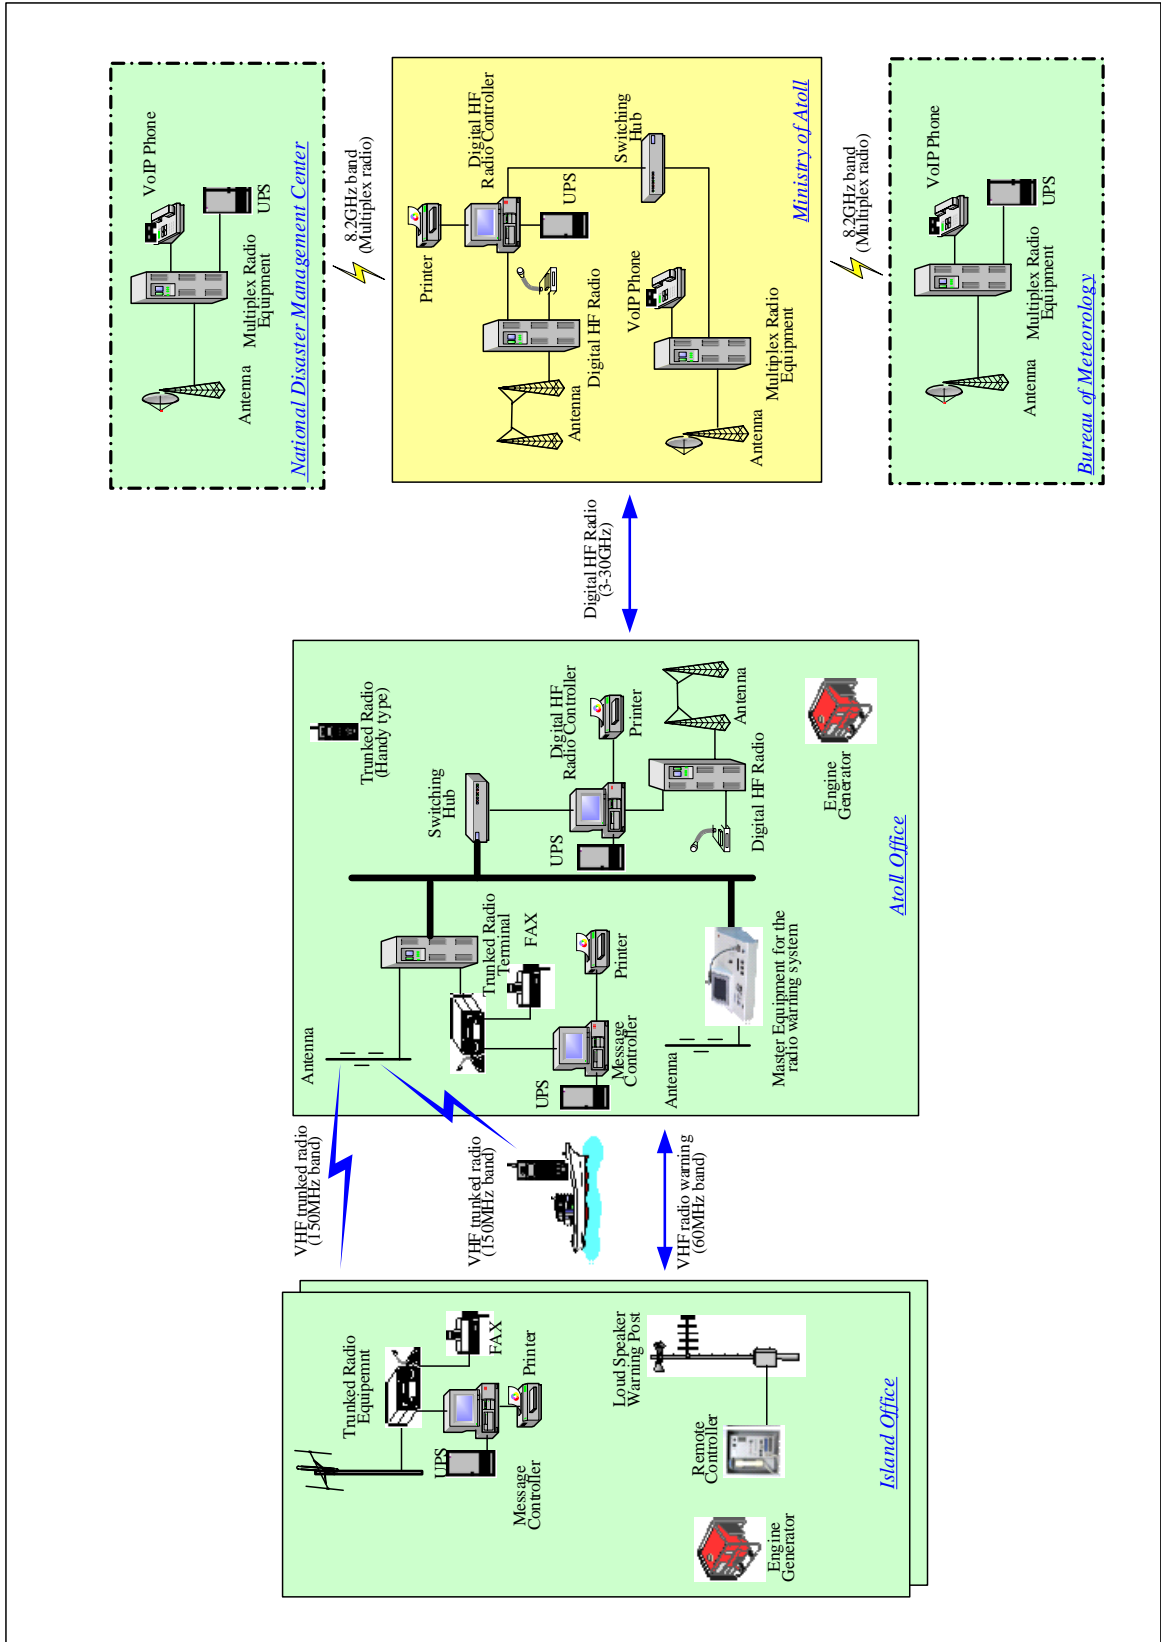 VoIP Phone
UPS
Multiplex Radio
Equipment
Antenna
National Disaster Management Center
8.2GHz band
(Multiplex radio)
Digital HF
Radio Controller
Printer
UPS
Switching
Hub
Digital HF Radio
Antenna
VoIP Phone
Multiplex Radio
Equipment
Antenna
Ministry of Atoll
8.2GHz band
(Multiplex radio)
VoIP Phone
UPS
Multiplex Radio
Equipment
Antenna
Bureau of Meteorology
Digital HF Radio
(3-30GHz)
Trunked Radio
(Handy type)
Switching
Hub
Digital HF
Radio Controller
Printer
UPS
Antenna
Digital HF Radio
Engine
Generator
Antenna
Trunked Radio
Terminal
FAX
Printer
Message
Controller
UPS
Antenna
Master Equipment for the
radio warning system
Atoll Office
VHF trunked radio
(150MHz band)
VHF trunked radio
(150MHz band)
VHF radio warning
(60MHz band)
Trunked Radio
Equipemnt
FAX
Printer
UPS
Message
Controller
Loud Speaker
Warning Post
Remote
Controller
Engine
Generator
Island Office